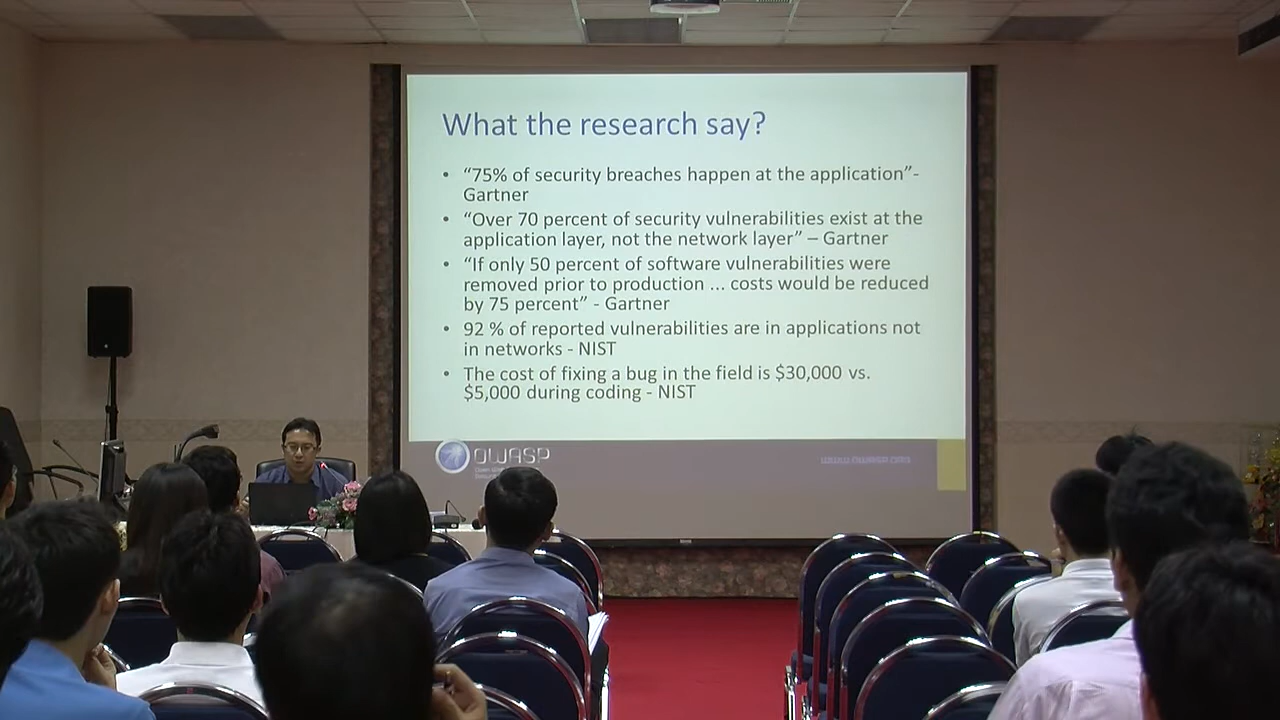 What the research say?
• “75% of security breaches happen at the application”-
Gartner
• “Over 70 percent of security vulnerabilities exist at the
application layer, not the network layer” – Gartner
• “If only 50 percent of software vulnerabilities were
removed prior to production ... costs would be reduced
by 75 percent” - Gartner
• 92 % of reported vulnerabilities are in applications not
in networks - NIST
• The cost of fixing a bug in the field is $30,000 vs.
$5,000 during coding - NIST
OWASP